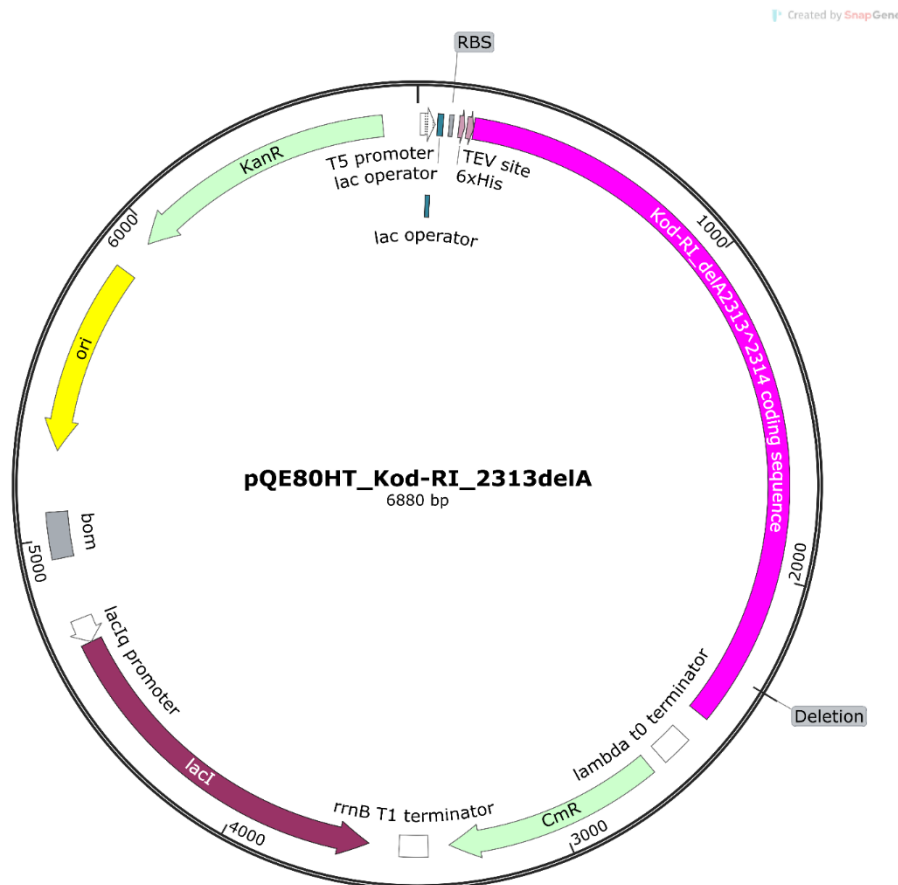 Created by SnapGene
RBS
KanR
T5 promoter
lac operator
TEV site
6xHis
lac operator
Kod-RI_delA2313^2314 coding sequence
1000
2000
3000
4000
5000
6000
ori
pQE80HT_Kod-RI_2313delA
6880 bp
bom
lacIq promoter
lacI
rrnB T1 terminator
CmR
lambda t0 terminator
Deletion